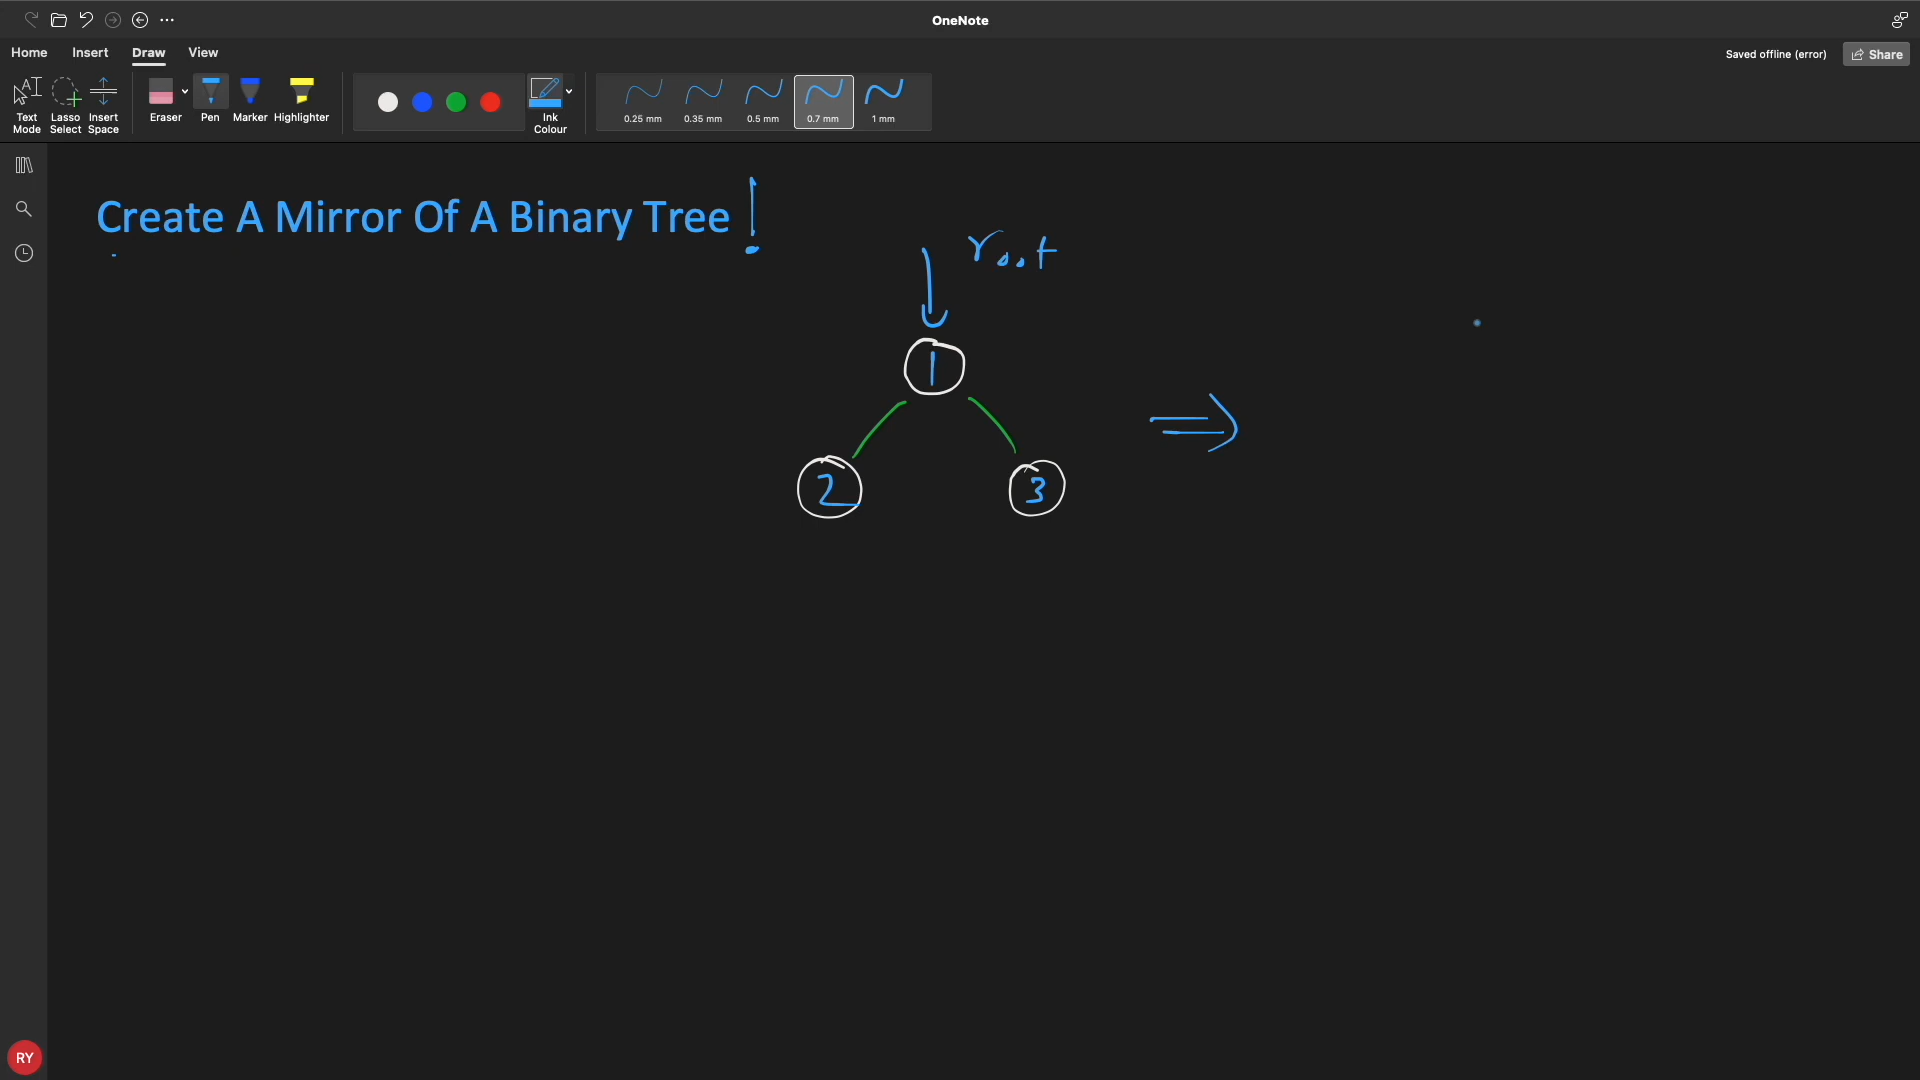 OneNote
Home Insert Draw View
Saved offline (error) Share
Text Mode Lasso Select Insert Space Eraser Pen Marker Highlighter Ink Colour 0.25 mm 0.35 mm 0.5 mm 0.7 mm 1 mm
Create A Mirror Of A Binary Tree !
root
1
2 3
RY